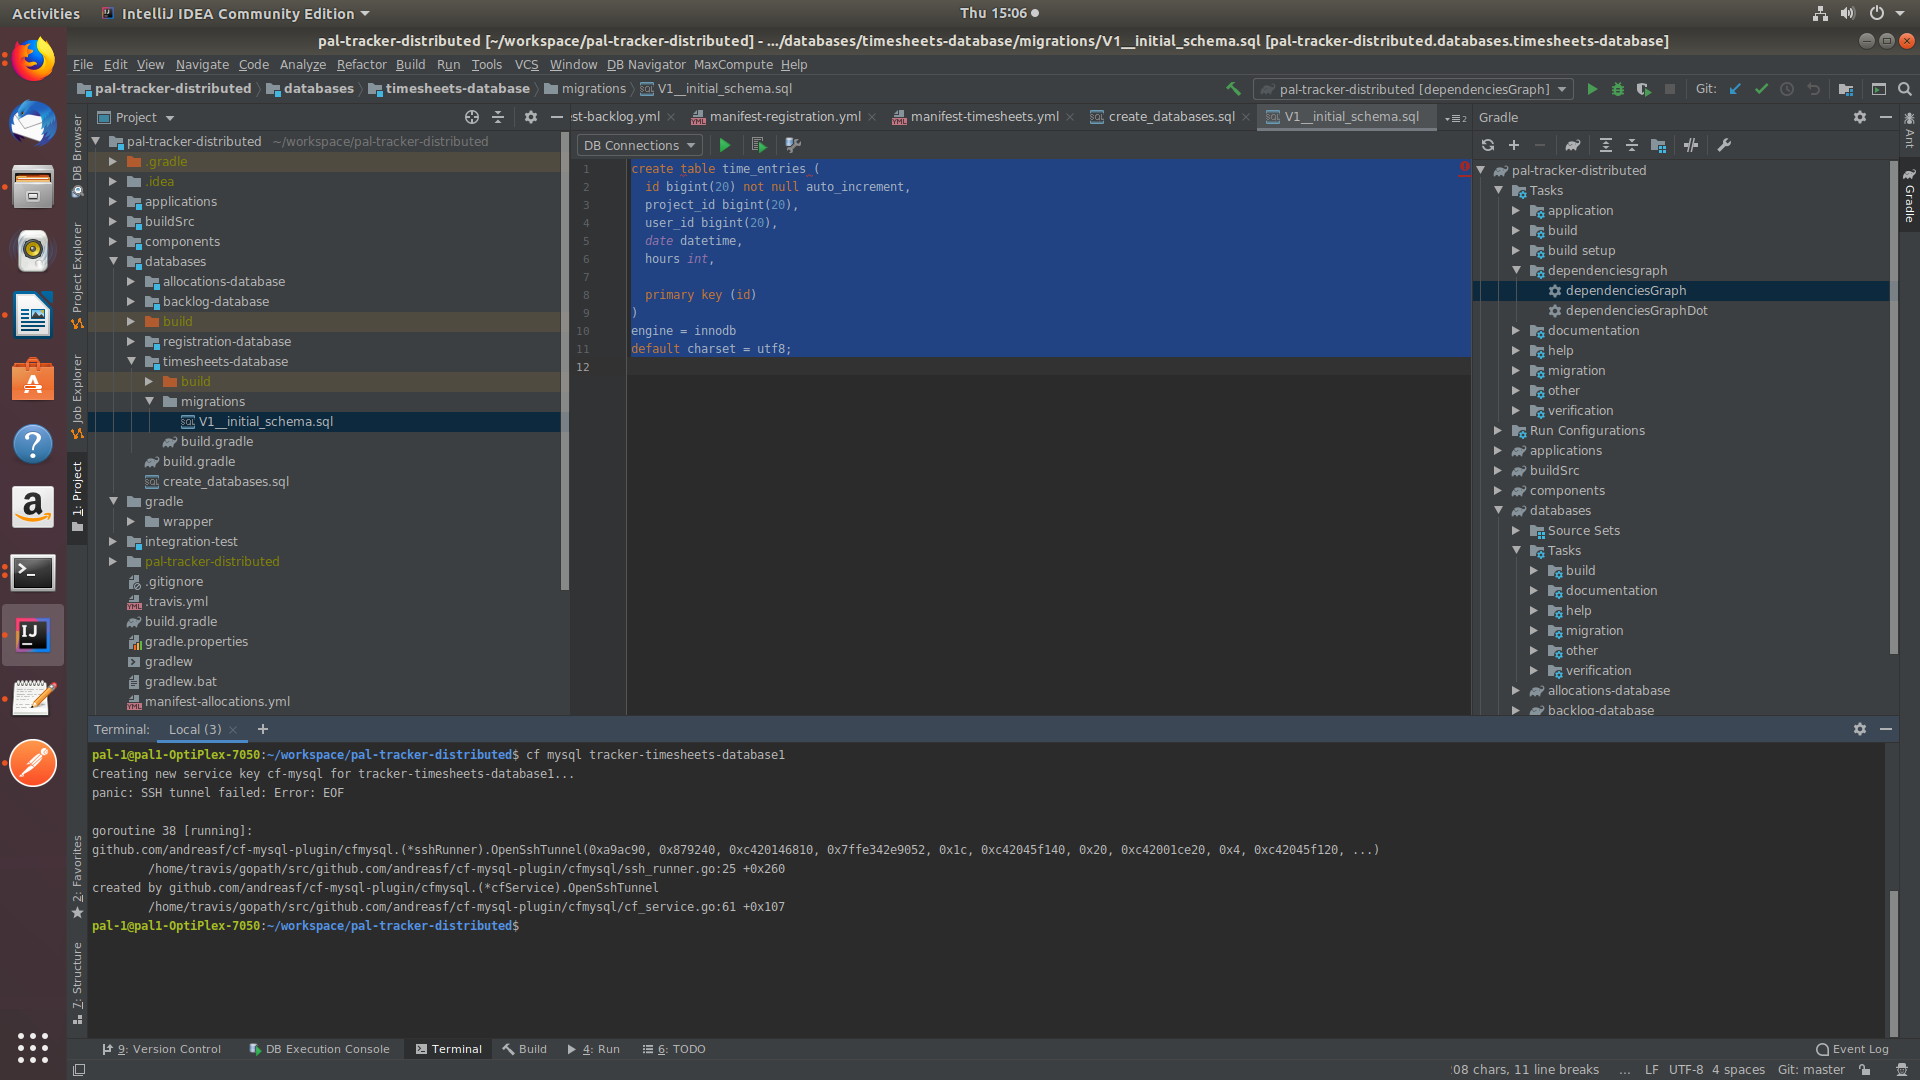 Activities
IntelliJ IDEA Community Edition
Thu 15:06
pal-tracker-distributed [~/workspace/pal-tracker-distributed] - .../databases/timesheets-database/migrations/V1__initial_schema.sql [pal-tracker-distributed.databases.timesheets-database]
File Edit View Navigate Code Analyze Refactor Build Run Tools VCS Window DB Navigator MaxCompute Help
pal-tracker-distributed databases timesheets-database migrations V1__initial_schema.sql
pal-tracker-distributed [dependenciesGraph]
Git:
DB Browser
Project Explorer
Job Explorer
1: Project
2: Favorites
7: Structure
Project
pal-tracker-distributed ~/workspace/pal-tracker-distributed
.gradle
.idea
applications
buildSrc
components
databases
allocations-database
backlog-database
build
registration-database
timesheets-database
build
migrations
V1__initial_schema.sql
build.gradle
build.gradle
create_databases.sql
gradle
wrapper
integration-test
pal-tracker-distributed
.gitignore
.travis.yml
build.gradle
gradle.properties
gradlew
gradlew.bat
manifest-allocations.yml
est-backlog.yml
manifest-registration.yml
manifest-timesheets.yml
create_databases.sql
V1__initial_schema.sql
2
DB Connections
1 create table time_entries (
2 id bigint(20) not null auto_increment,
3 project_id bigint(20),
4 user_id bigint(20),
5 date datetime,
6 hours int,
7
8 primary key (id)
9 )
10 engine = innodb
11 default charset = utf8;
12
Gradle
pal-tracker-distributed
Tasks
application
build
build setup
dependenciesgraph
dependenciesGraph
dependenciesGraphDot
documentation
help
migration
other
verification
Run Configurations
applications
buildSrc
components
databases
Source Sets
Tasks
build
documentation
help
migration
other
verification
allocations-database
backlog-database
Ant
Gradle
Terminal: Local (3)
pal-1@pal1-OptiPlex-7050:~/workspace/pal-tracker-distributed$ cf mysql tracker-timesheets-database1
Creating new service key cf-mysql for tracker-timesheets-database1...
panic: SSH tunnel failed: Error: EOF
goroutine 38 [running]:
github.com/andreasf/cf-mysql-plugin/cfmysql.(*sshRunner).OpenSshTunnel(0xa9ac90, 0x879240, 0xc420146810, 0x7ffe342e9052, 0x1c, 0xc42045f140, 0x20, 0xc42001ce20, 0x4, 0xc42045f120, ...)
/home/travis/gopath/src/github.com/andreasf/cf-mysql-plugin/cfmysql/ssh_runner.go:25 +0x260
created by github.com/andreasf/cf-mysql-plugin/cfmysql.(*cfService).OpenSshTunnel
/home/travis/gopath/src/github.com/andreasf/cf-mysql-plugin/cfmysql/cf_service.go:61 +0x107
pal-1@pal1-OptiPlex-7050:~/workspace/pal-tracker-distributed$
9: Version Control
DB Execution Console
Terminal
Build
4: Run
6: TODO
Event Log
08 chars, 11 line breaks ... LF UTF-8 4 spaces Git: master